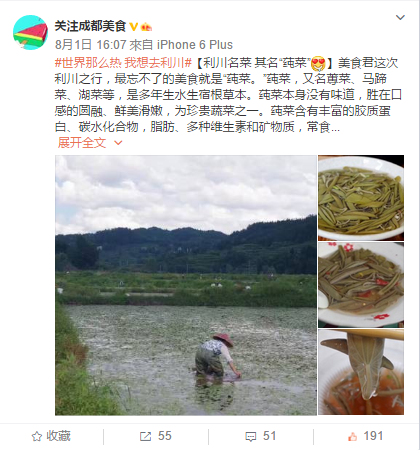 关注成都美食
8月1日 16:07 來自 iPhone 6 Plus
#世界那么热 我想去利川#【利川名菜 其名“莼菜”】美食君这次
利川之行，最忘不了的美食就是“莼菜。”莼菜，又名蓴菜、马蹄
菜、湖菜等，是多年生水生宿根草本。莼菜本身没有味道，胜在口
感的圆融、鲜美滑嫩，为珍贵蔬菜之一。莼菜含有丰富的胶质蛋
白、碳水化合物，脂肪、多种维生素和矿物质，常食...
展开全文
收藏 55 51 191